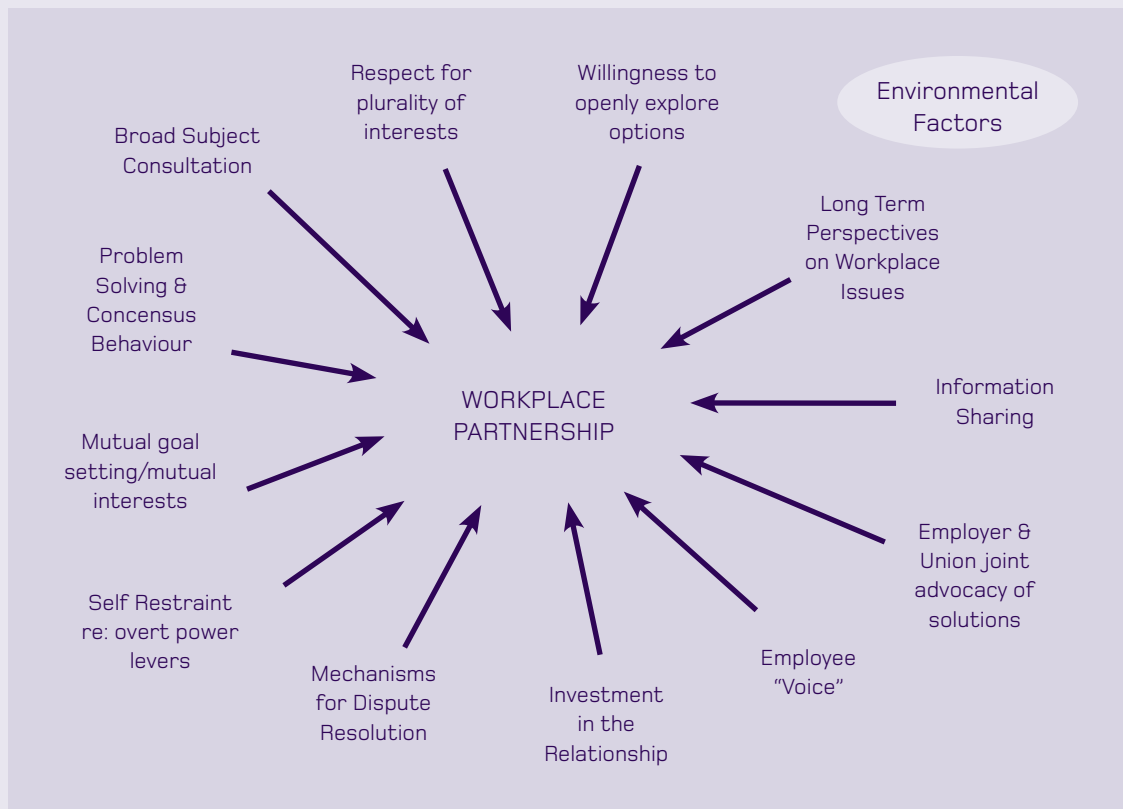 Respect for
plurality of
interests
Willingness to
openly explore
options
Environmental
Factors
Broad Subject
Consultation
Long Term
Perspectives
on Workplace
Issues
Problem
Solving &
Concensus
Behaviour
WORKPLACE
PARTNERSHIP
Information
Sharing
Mutual goal
setting/mutual
interests
Employer &
Union joint
advocacy of
solutions
Self Restraint
re: overt power
levers
Mechanisms
for Dispute
Resolution
Investment
in the
Relationship
Employee
“Voice”